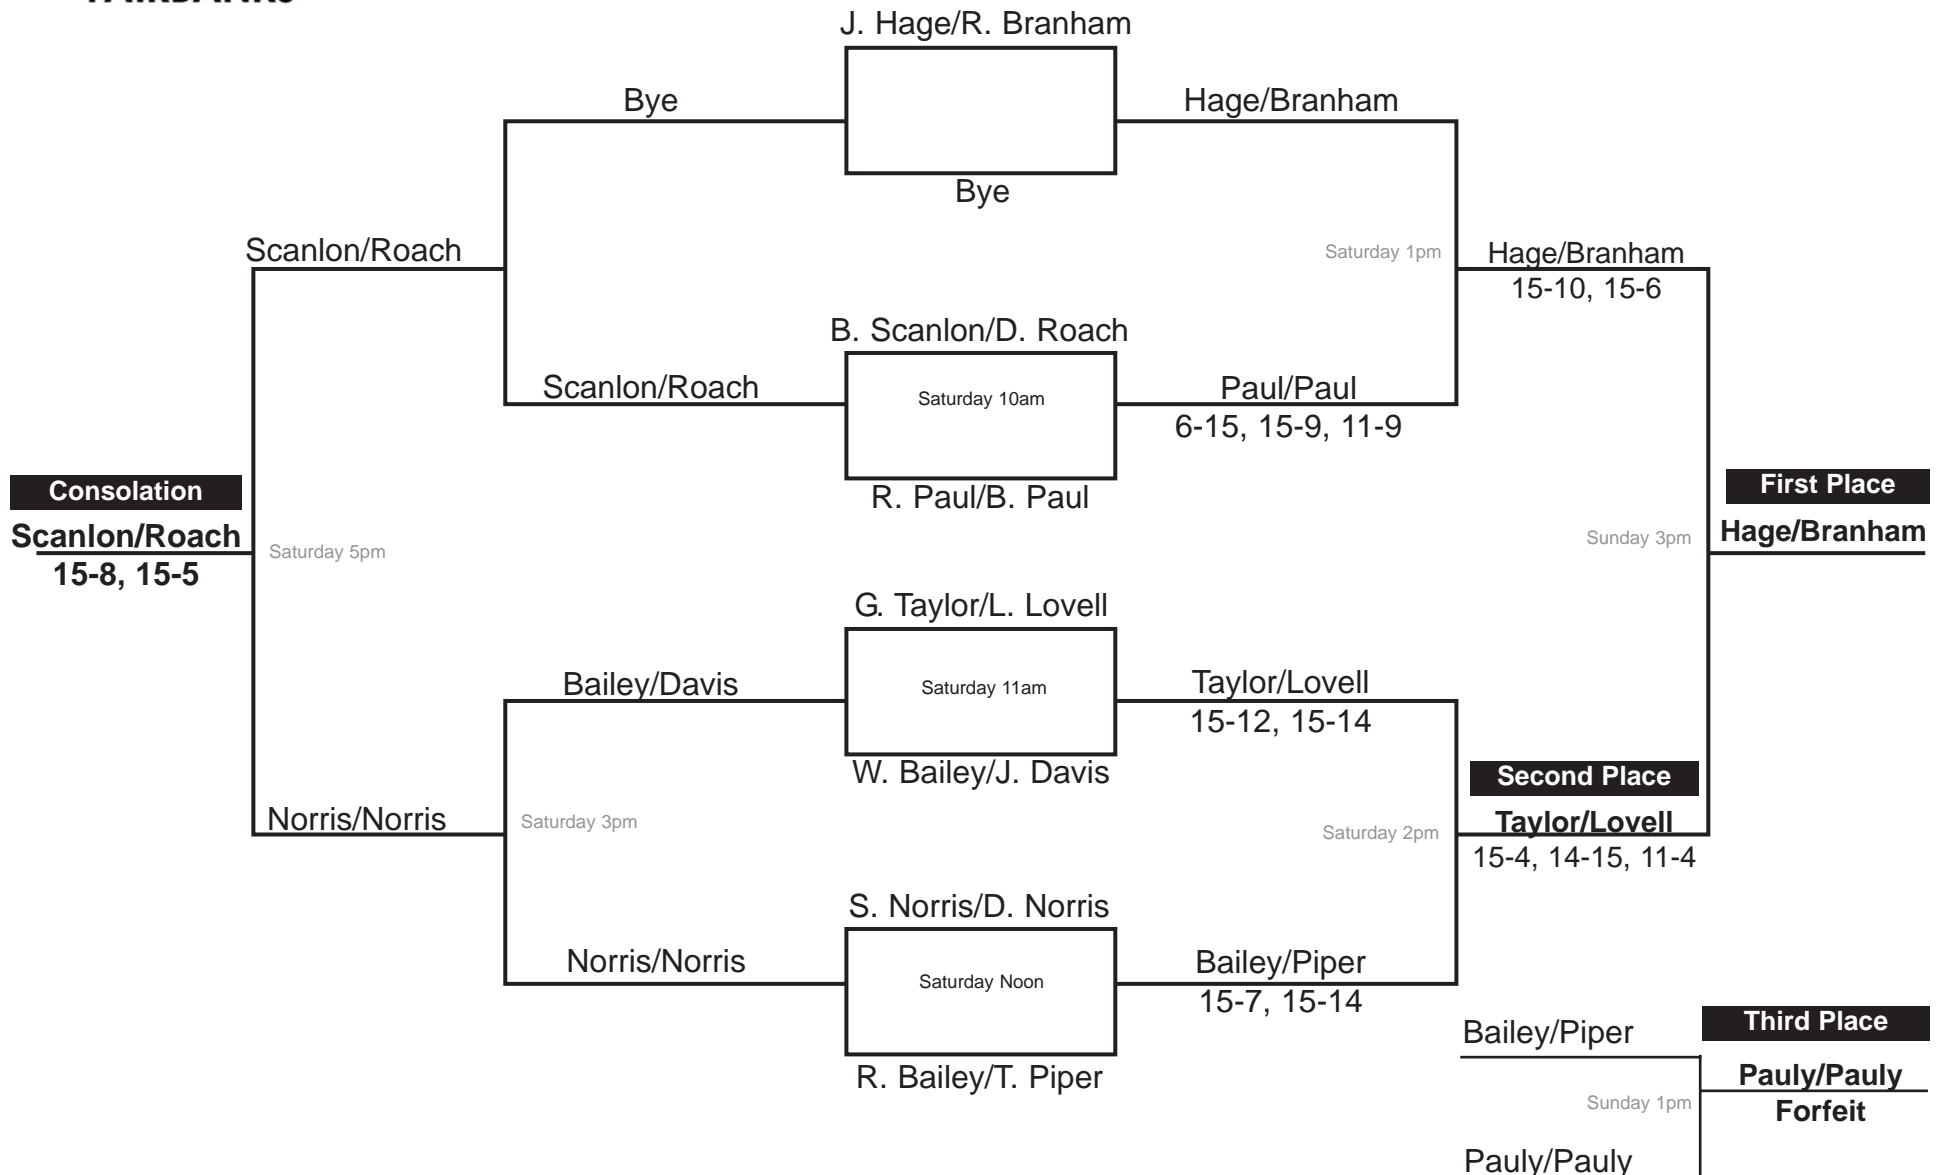 FAIRBANKS
J. Hage/R. Branham
Bye
Hage/Branham
Bye
Scanlon/Roach
Saturday 1pm
Hage/Branham
15-10, 15-6
B. Scanlon/D. Roach
Scanlon/Roach
Saturday 10am
Paul/Paul
6-15, 15-9, 11-9
R. Paul/B. Paul
Consolation
Scanlon/Roach
15-8, 15-5
Saturday 5pm
First Place
Hage/Branham
Sunday 3pm
G. Taylor/L. Lovell
Bailey/Davis
Saturday 11am
Taylor/Lovell
15-12, 15-14
W. Bailey/J. Davis
Norris/Norris
Saturday 3pm
Saturday 2pm
Second Place
Taylor/Lovell
15-4, 14-15, 11-4
S. Norris/D. Norris
Norris/Norris
Saturday Noon
Bailey/Piper
15-7, 15-14
R. Bailey/T. Piper
Bailey/Piper
Third Place
Pauly/Pauly
Forfeit
Sunday 1pm
Pauly/Pauly